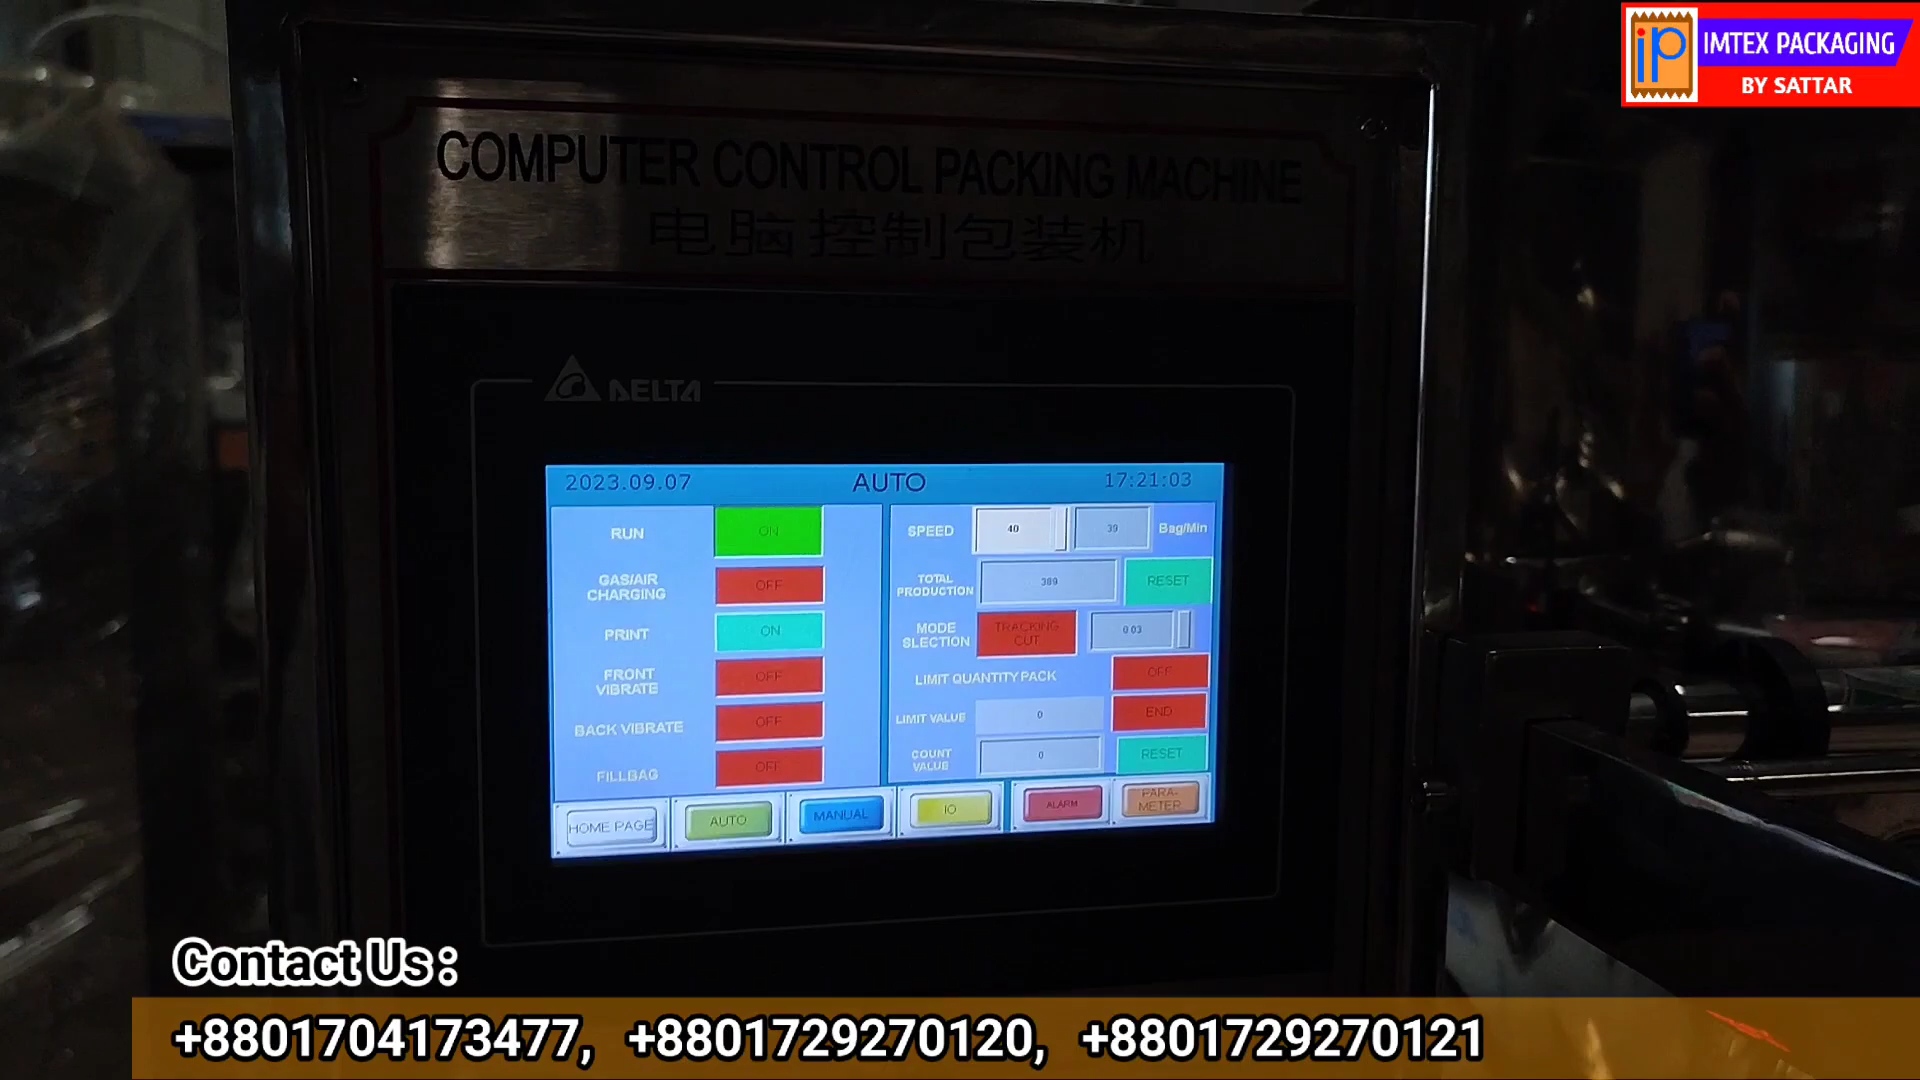 iP IMTEX PACKAGING
BY SATTAR
COMPUTER CONTROL PACKING MACHINE
电脑控制包装机
DELTA
2023.09.07 AUTO 17:21:03
RUN ON
GAS/AIR CHARGING OFF
PRINT ON
FRONT VIBRATE OFF
BACK VIBRATE OFF
FILLBAG OFF
SPEED 40 39 Bag/Min
TOTAL PRODUCTION 389 RESET
MODE SLECTION TRACKING CUT 0.03
LIMIT QUANTITY PACK OFF
LIMIT VALUE 0 END
COUNT VALUE 0 RESET
HOME PAGE AUTO MANUAL IO ALARM PARA-METER
Contact Us :
+8801704173477, +8801729270120, +8801729270121